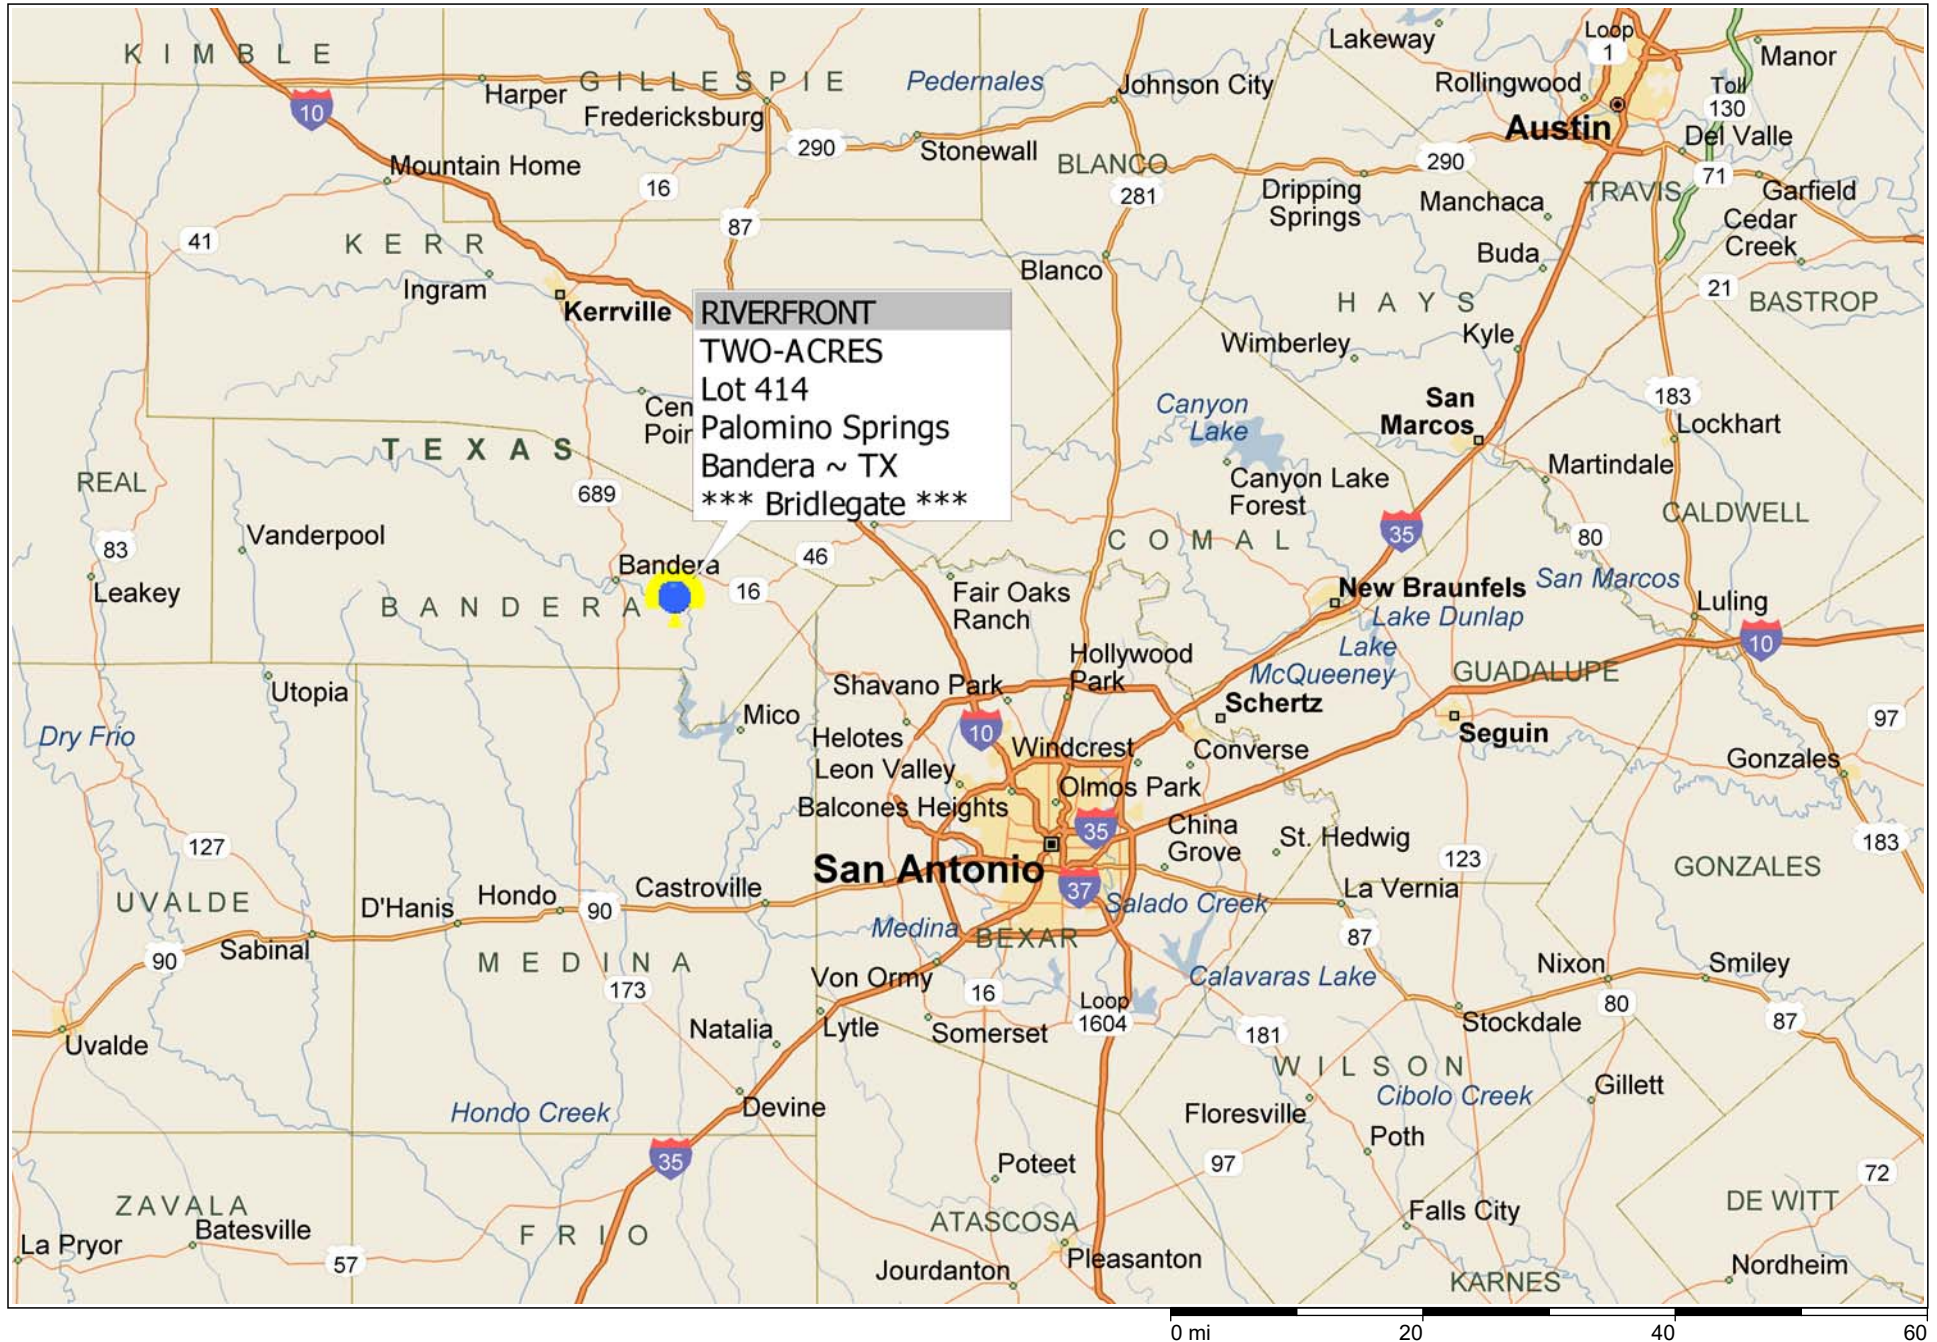 KIMBLE
GILLESPIE
Pedernales
Johnson City
Lakeway
Loop
1
Manor
10
Harper
Fredericksburg
Rollingwood
Toll
130
Austin
Del Valle
290
Stonewall
BLANCO
290
Mountain Home
16
281
Dripping
Springs
Manchaca
TRAVIS
71
Garfield
Cedar
Creek
41
KERR
87
Buda
Ingram
Blanco
21
BASTROP
Kerrville
HAYS
Kyle
Wimberley
RIVERFRONT
TWO-ACRES
Lot 414
Palomino Springs
Bandera ~ TX
*** Bridlegate ***
Cen
Poir
Canyon
Lake
San
Marcos
183
Lockhart
TEXAS
REAL
689
Canyon Lake
Forest
Martindale
CALDWELL
Vanderpool
83
Leakey
46
COMAL
35
80
Bandera
BANDERA
16
Fair Oaks
Ranch
New Braunfels
San Marcos
Lake Dunlap
Luling
10
Lake
McQueeney
GUADALUPE
Hollywood
Park
Utopia
Shavano Park
Schertz
Mico
10
97
Seguin
Dry Frio
Helotes
Windcrest
Converse
Gonzales
Leon Valley
Olmos Park
Balcones Heights
35
China
Grove
St. Hedwig
127
123
183
San Antonio
GONZALES
37
UVALDE
D'Hanis
Hondo
90
Castroville
La Vernia
Salado Creek
Medina
BEXAR
87
90
Sabinal
MEDINA
Von Ormy
Calavaras Lake
Nixon
Smiley
173
16
Loop
1604
80
87
Uvalde
Natalia
Lytle
Somerset
181
Stockdale
WILSON
Hondo Creek
Devine
Floresville
Cibolo Creek
Gillett
35
Poth
Poteet
97
72
ZAVALA
Batesville
FRIO
ATASCOSA
Falls City
DE WITT
La Pryor
57
Jourdanton
Pleasanton
KARNES
Nordheim
0 mi 20 40 60